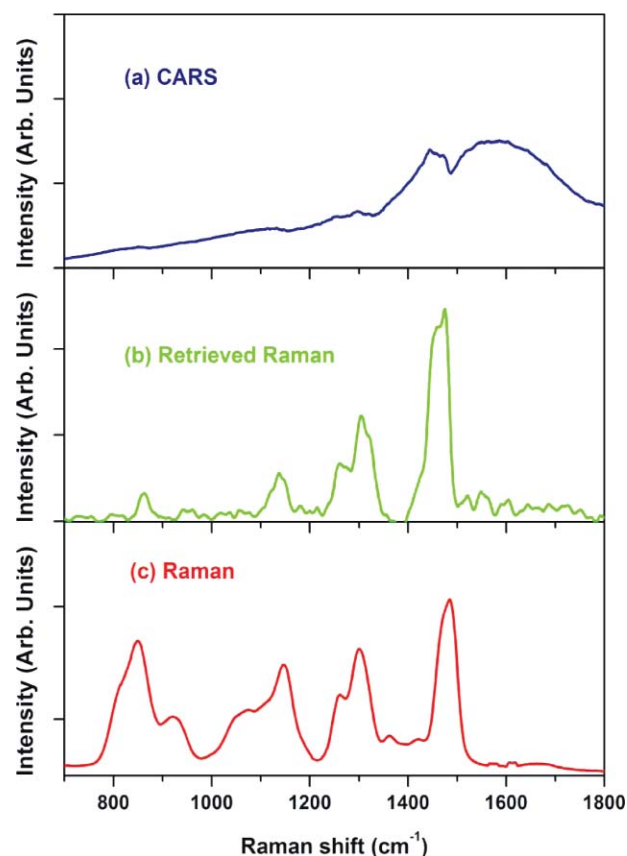 (a) CARS
Intensity (Arb. Units)
(b) Retrieved Raman
Intensity (Arb. Units)
(c) Raman
Intensity (Arb. Units)
800 1000 1200 1400 1600 1800
Raman shift (cm⁻¹)